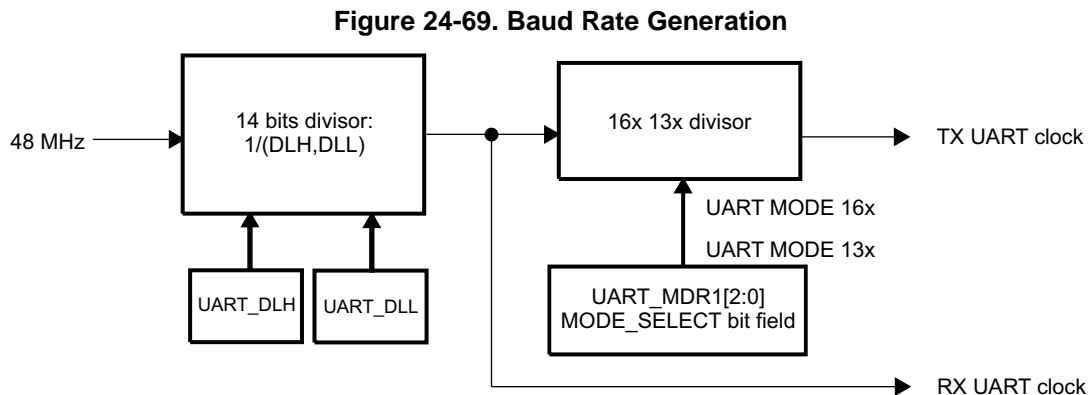 Figure 24-69. Baud Rate Generation
48 MHz
14 bits divisor:
1/(DLH,DLL)
16x 13x divisor
TX UART clock
UART MODE 16x
UART MODE 13x
UART_DLH
UART_DLL
UART_MDR1[2:0]
MODE_SELECT bit field
RX UART clock